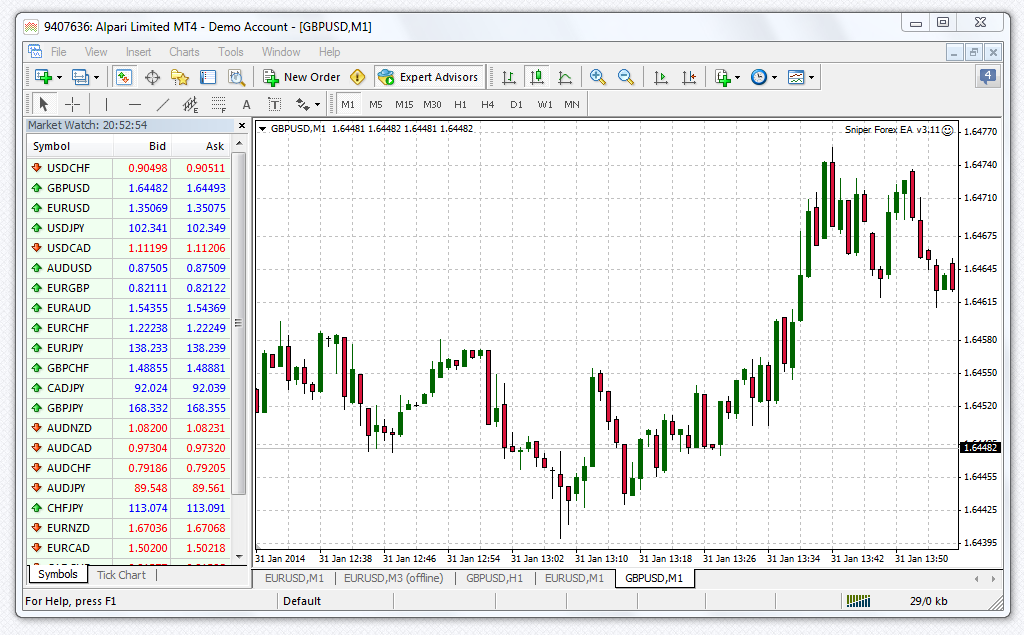 9407636: Alpari Limited MT4 - Demo Account - [GBPUSD,M1]
File View Insert Charts Tools Window Help
New Order Expert Advisors 4
A T M1 M5 M15 M30 H1 H4 D1 W1 MN
Market Watch: 20:52:54
Symbol Bid Ask
USDCHF 0.90498 0.90511
GBPUSD 1.64482 1.64493
EURUSD 1.35069 1.35075
USDJPY 102.341 102.349
USDCAD 1.11199 1.11206
AUDUSD 0.87505 0.87509
EURGBP 0.82111 0.82122
EURAUD 1.54355 1.54369
EURCHF 1.22238 1.22249
EURJPY 138.233 138.239
GBPCHF 1.48855 1.48881
CADJPY 92.024 92.039
GBPJPY 168.332 168.355
AUDNZD 1.08200 1.08231
AUDCAD 0.97304 0.97320
AUDCHF 0.79186 0.79205
AUDJPY 89.548 89.561
CHFJPY 113.074 113.091
EURNZD 1.67036 1.67068
EURCAD 1.50200 1.50218
Symbols Tick Chart
GBPUSD,M1 1.64481 1.64482 1.64481 1.64482
Sniper Forex EA v3.11
1.64770
1.64740
1.64710
1.64675
1.64645
1.64615
1.64580
1.64550
1.64520
1.64482
1.64455
1.64425
1.64395
31 Jan 2014 31 Jan 12:38 31 Jan 12:46 31 Jan 12:54 31 Jan 13:02 31 Jan 13:10 31 Jan 13:18 31 Jan 13:26 31 Jan 13:34 31 Jan 13:42 31 Jan 13:50
EURUSD,M1 EURUSD,M3 (offline) GBPUSD,H1 EURUSD,M1 GBPUSD,M1
For Help, press F1 Default 29/0 kb